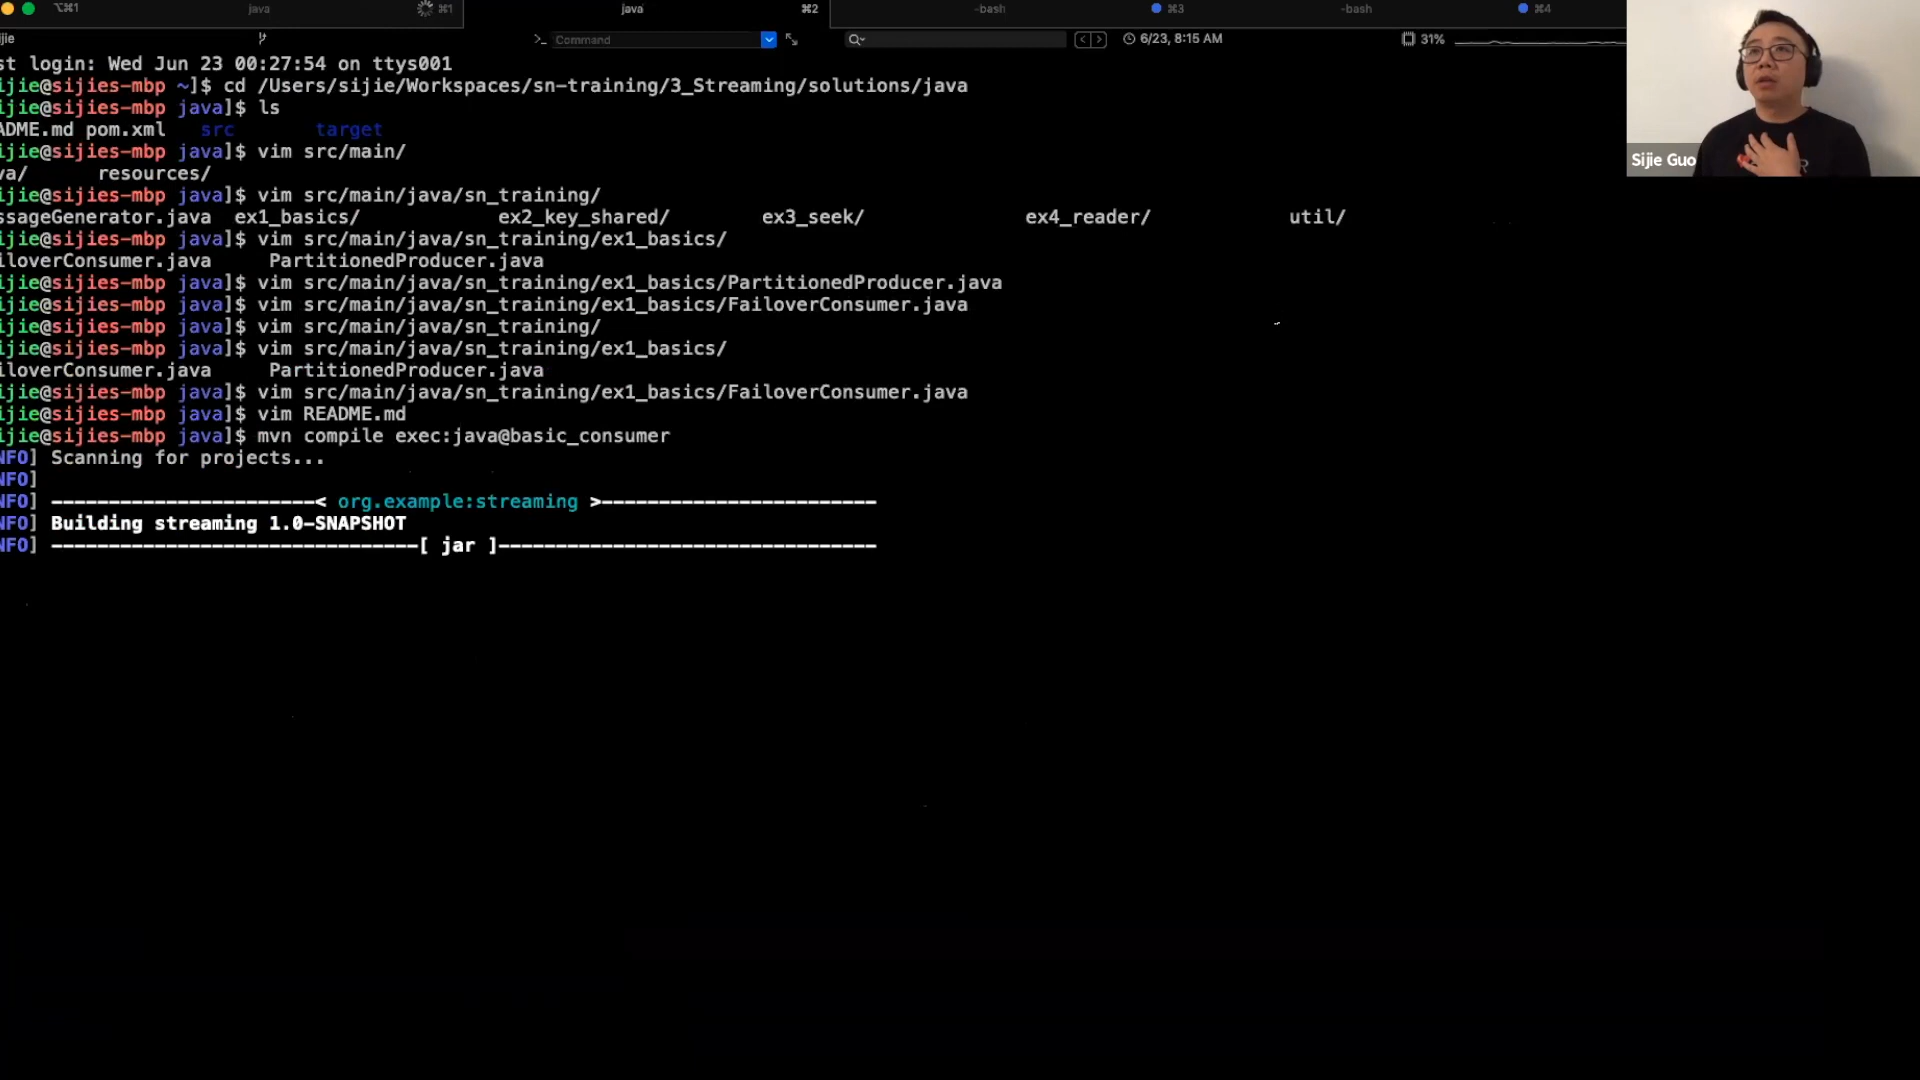 ⌥⌘1 java ⌘1 java ⌘2 -bash ⌘3 -bash ⌘4
jie Command 6/23, 8:15 AM 31%
st login: Wed Jun 23 00:27:54 on ttys001
ijie@sijies-mbp ~]$ cd /Users/sijie/Workspaces/sn-training/3_Streaming/solutions/java
ijie@sijies-mbp java]$ ls
ADME.md pom.xml src target
ijie@sijies-mbp java]$ vim src/main/
va/ resources/
ijie@sijies-mbp java]$ vim src/main/java/sn_training/
ssageGenerator.java ex1_basics/ ex2_key_shared/ ex3_seek/ ex4_reader/ util/
ijie@sijies-mbp java]$ vim src/main/java/sn_training/ex1_basics/
iloverConsumer.java PartitionedProducer.java
ijie@sijies-mbp java]$ vim src/main/java/sn_training/ex1_basics/PartitionedProducer.java
ijie@sijies-mbp java]$ vim src/main/java/sn_training/ex1_basics/FailoverConsumer.java
ijie@sijies-mbp java]$ vim src/main/java/sn_training/
ijie@sijies-mbp java]$ vim src/main/java/sn_training/ex1_basics/
iloverConsumer.java PartitionedProducer.java
ijie@sijies-mbp java]$ vim src/main/java/sn_training/ex1_basics/FailoverConsumer.java
ijie@sijies-mbp java]$ vim README.md
ijie@sijies-mbp java]$ mvn compile exec:java@basic_consumer
NFO] Scanning for projects...
NFO]
NFO] -----------------------< org.example:streaming >------------------------
NFO] Building streaming 1.0-SNAPSHOT
NFO] --------------------------------[ jar ]---------------------------------
Sijie Guo